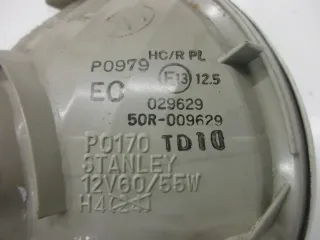 HC/R PL
P0979 E13 12.5
EC
029629
50R-009629
P0170 TD10
STANLEY
12V60/55W
H4